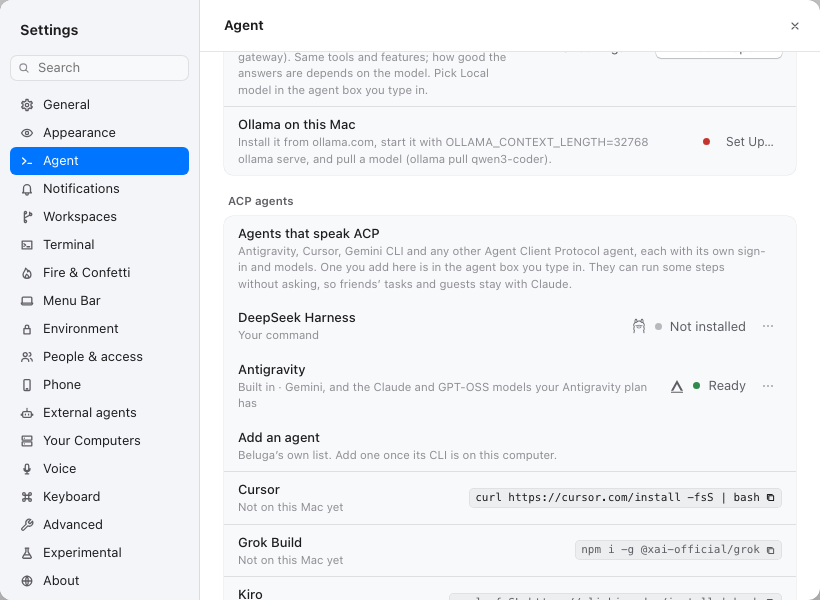 Settings
Search
General
Appearance
Agent
Notifications
Workspaces
Terminal
Fire & Confetti
Menu Bar
Environment
People & access
Phone
External agents
Your Computers
Voice
Keyboard
Advanced
Experimental
About
Agent
gateway). Same tools and features; how good the
answers are depends on the model. Pick Local
model in the agent box you type in.
Ollama on this Mac
Install it from ollama.com, start it with OLLAMA_CONTEXT_LENGTH=32768
ollama serve, and pull a model (ollama pull qwen3-coder).
Set Up...
ACP agents
Agents that speak ACP
Antigravity, Cursor, Gemini CLI and any other Agent Client Protocol agent, each with its own sign-
in and models. One you add here is in the agent box you type in. They can run some steps
without asking, so friends’ tasks and guests stay with Claude.
DeepSeek Harness
Your command
Not installed
Antigravity
Built in · Gemini, and the Claude and GPT-OSS models your Antigravity plan
has
Ready
Add an agent
Beluga’s own list. Add one once its CLI is on this computer.
Cursor
Not on this Mac yet
curl https://cursor.com/install -fsS | bash
Grok Build
Not on this Mac yet
npm i -g @xai-official/grok
Kiro